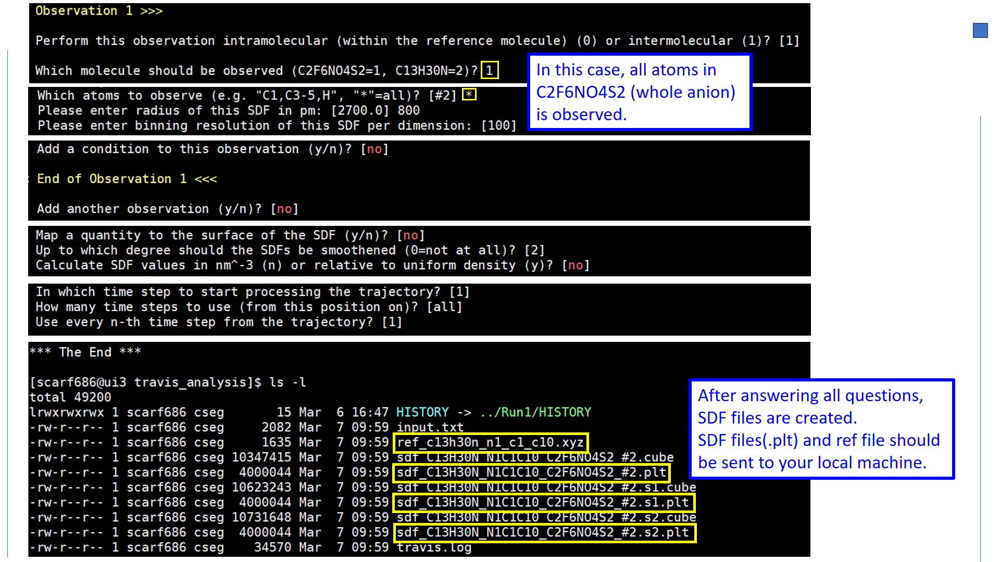 Observation 1 >>>
Perform this observation intramolecular (within the reference molecule) (0) or intermolecular (1)? [1]
Which molecule should be observed (C2F6NO4S2=1, C13H30N=2)? 1
In this case, all atoms in
C2F6NO4S2 (whole anion)
is observed.
Which atoms to observe (e.g. "C1,C3-5,H", "*"=all)? [#2] *
Please enter radius of this SDF in pm: [2700.0] 800
Please enter binning resolution of this SDF per dimension: [100]
Add a condition to this observation (y/n)? [no]
End of Observation 1 <<<
Add another observation (y/n)? [no]
Map a quantity to the surface of the SDF (y/n)? [no]
Up to which degree should the SDFs be smoothened (0=not at all)? [2]
Calculate SDF values in nm^-3 (n) or relative to uniform density (y)? [no]
In which time step to start processing the trajectory? [1]
How many time steps to use (from this position on)? [all]
Use every n-th time step from the trajectory? [1]
*** The End ***
[scarf686@ui3 travis_analysis]$ ls -l
total 49200
lrwxrwxrwx 1 scarf686 cseg 15 Mar 6 16:47 HISTORY -> ../Run1/HISTORY
-rw-r--r-- 1 scarf686 cseg 2082 Mar 7 09:59 input.txt
-rw-r--r-- 1 scarf686 cseg 1635 Mar 7 09:59 ref_c13h30n_n1_c1_c10.xyz
-rw-r--r-- 1 scarf686 cseg 10347415 Mar 7 09:59 sdf_C13H30N_N1C1C10_C2F6NO4S2_#2.cube
-rw-r--r-- 1 scarf686 cseg 4000044 Mar 7 09:59 sdf_C13H30N_N1C1C10_C2F6NO4S2_#2.plt
-rw-r--r-- 1 scarf686 cseg 10623243 Mar 7 09:59 sdf_C13H30N_N1C1C10_C2F6NO4S2_#2.s1.cube
-rw-r--r-- 1 scarf686 cseg 4000044 Mar 7 09:59 sdf_C13H30N_N1C1C10_C2F6NO4S2_#2.s1.plt
-rw-r--r-- 1 scarf686 cseg 10731648 Mar 7 09:59 sdf_C13H30N_N1C1C10_C2F6NO4S2_#2.s2.cube
-rw-r--r-- 1 scarf686 cseg 4000044 Mar 7 09:59 sdf_C13H30N_N1C1C10_C2F6NO4S2_#2.s2.plt
-rw-r--r-- 1 scarf686 cseg 34570 Mar 7 09:59 travis.log
After answering all questions,
SDF files are created.
SDF files(.plt) and ref file should
be sent to your local machine.